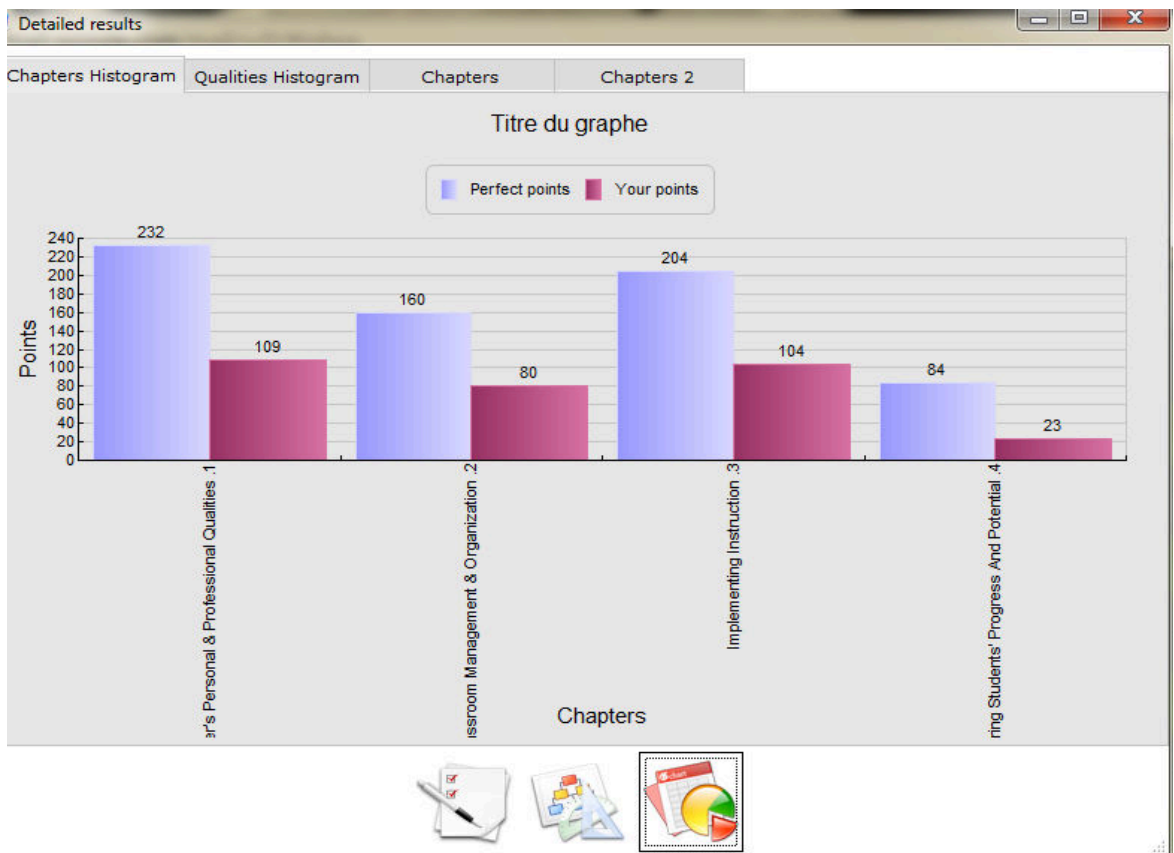 Detailed results
Chapters Histogram
Qualities Histogram
Chapters
Chapters 2
Titre du graphe
Perfect points
Your points
Points
240
220
200
180
160
140
120
100
80
60
40
20
0
232
109
160
80
204
104
84
23
er's Personal & Professional Qualities .1
ssroom Management & Organization .2
Implementing Instruction .3
ring Students' Progress And Potential .4
Chapters
chart